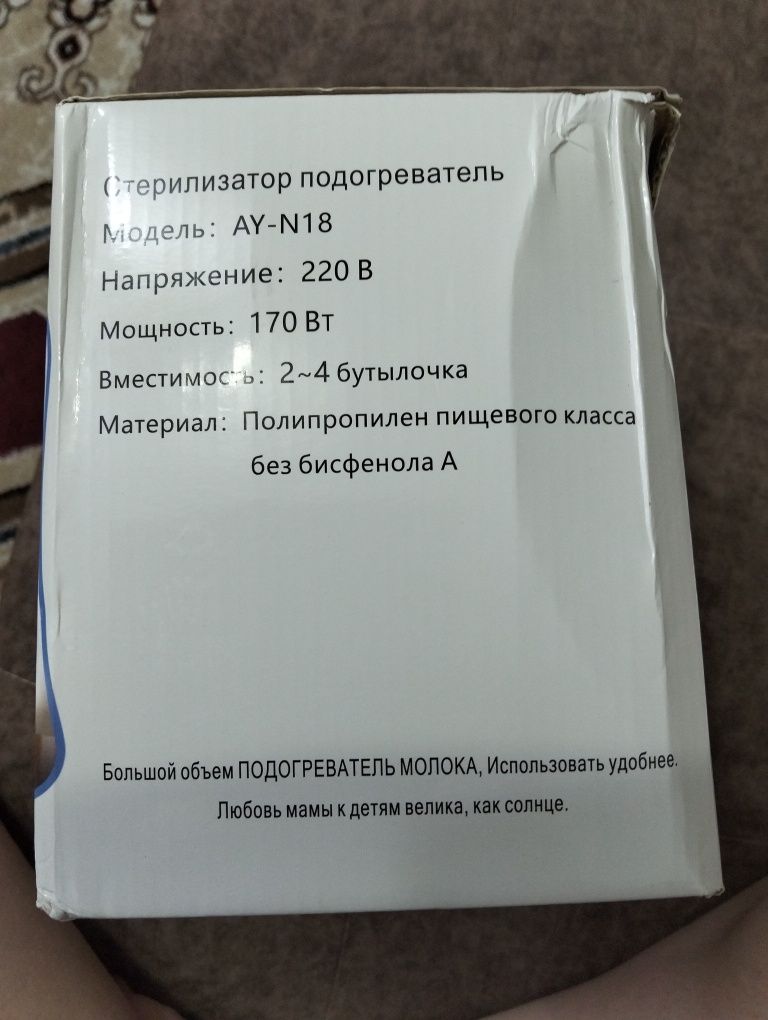 Стерилизатор подогреватель
Модель: AY-N18
Напряжение: 220 В
Мощность: 170 Вт
Вместимость: 2~4 бутылочка
Материал: Полипропилен пищевого класса
без бисфенола А
Большой объем ПОДОГРЕВАТЕЛЬ МОЛОКА, Использовать удобнее.
Любовь мамы к детям велика, как солнце.